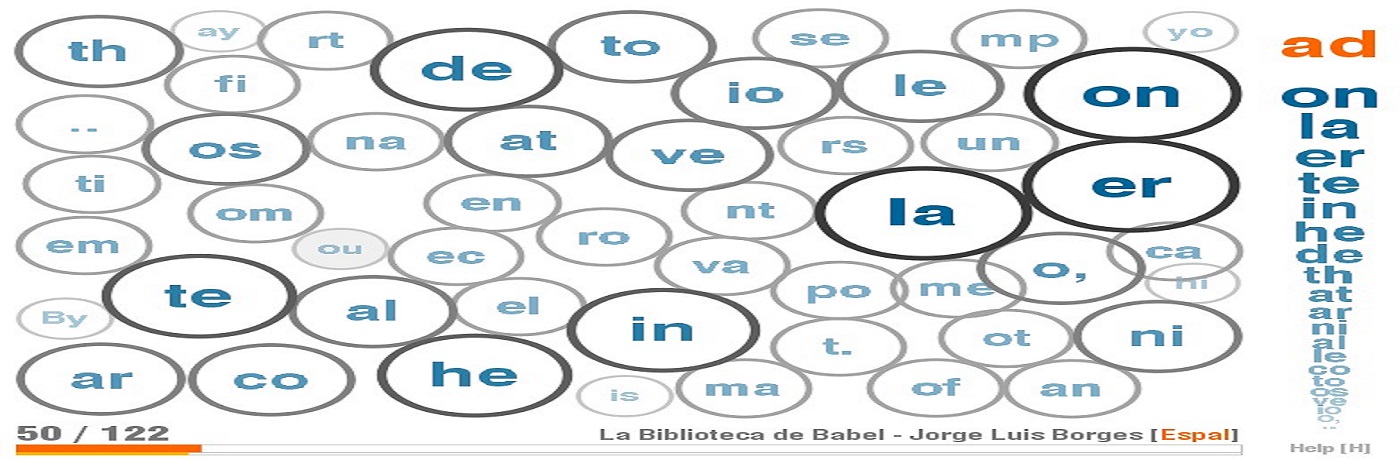 th ay rt de to se mp yo
fi io le on
.. os na at ve rs un
ti om en nt la er
em ou ec ro va o, ca
By te al el in po me hi
ar co he is ma t. ot ni
of an
50 / 122
La Biblioteca de Babel - Jorge Luis Borges [Espal]
ad
on
la
er
te
in
he
de
th
at
ar
ni
al
le
co
to
os
ve
io
o,
..
Help [H]